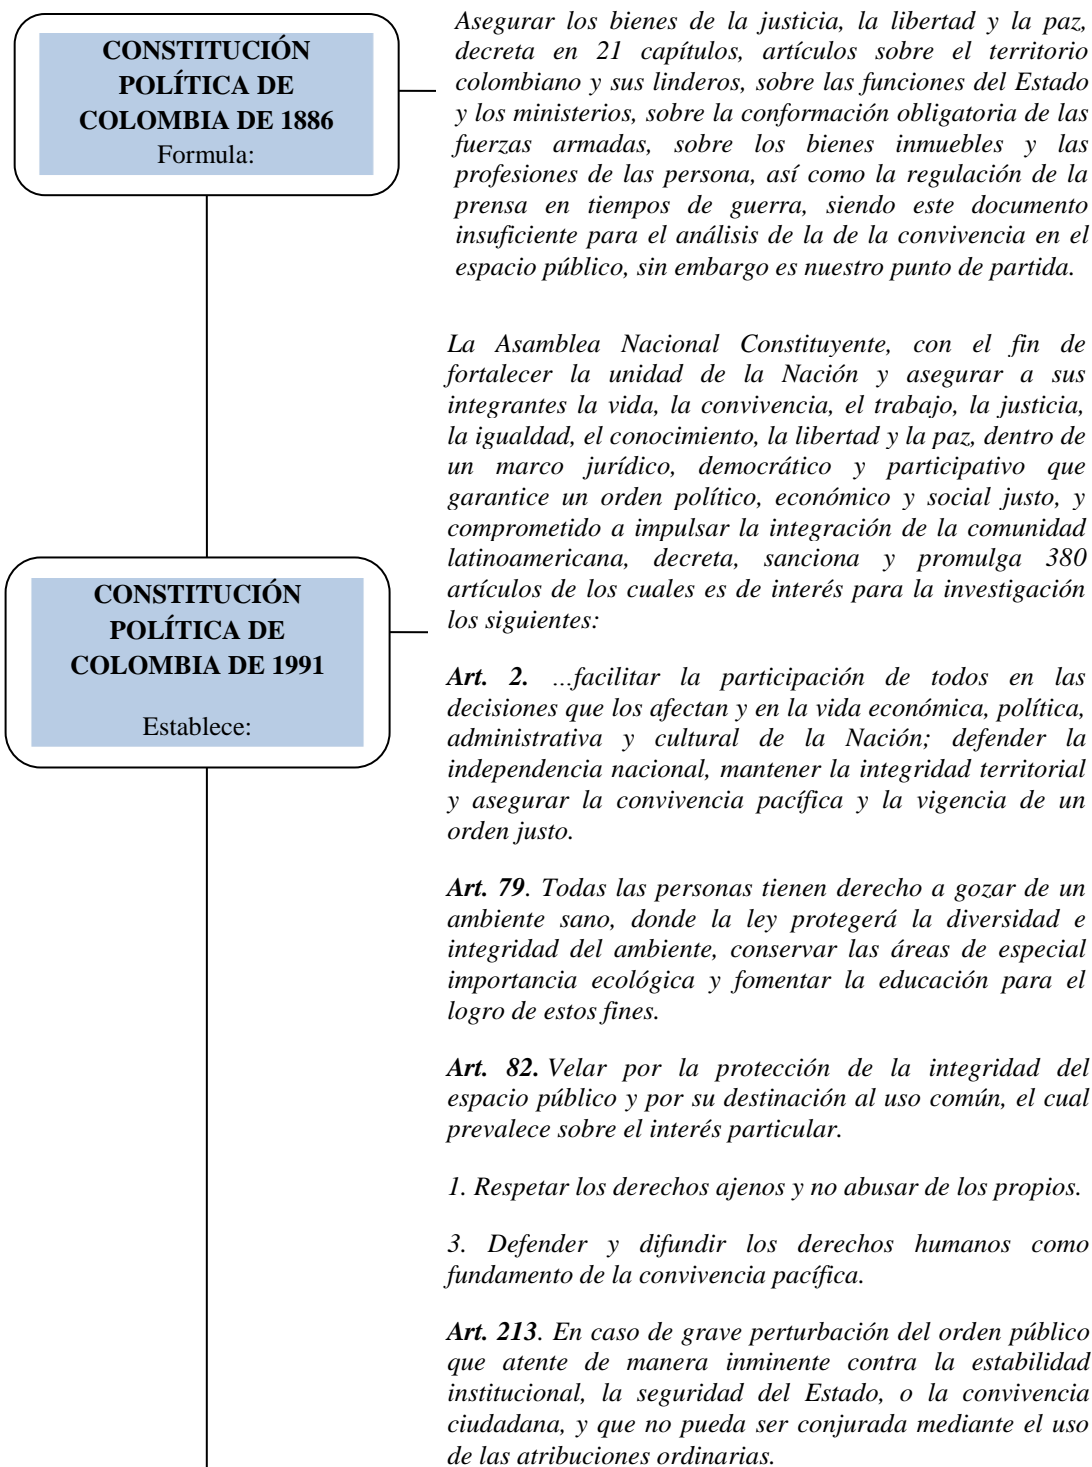 CONSTITUCIÓN
POLÍTICA DE
COLOMBIA DE 1886
Formula:
Asegurar los bienes de la justicia, la libertad y la paz,
decreta en 21 capítulos, artículos sobre el territorio
colombiano y sus linderos, sobre las funciones del Estado
y los ministerios, sobre la conformación obligatoria de las
fuerzas armadas, sobre los bienes inmuebles y las
profesiones de las persona, así como la regulación de la
prensa en tiempos de guerra, siendo este documento
insuficiente para el análisis de la de la convivencia en el
espacio público, sin embargo es nuestro punto de partida.
CONSTITUCIÓN
POLÍTICA DE
COLOMBIA DE 1991
Establece:
La Asamblea Nacional Constituyente, con el fin de
fortalecer la unidad de la Nación y asegurar a sus
integrantes la vida, la convivencia, el trabajo, la justicia,
la igualdad, el conocimiento, la libertad y la paz, dentro de
un marco jurídico, democrático y participativo que
garantice un orden político, económico y social justo, y
comprometido a impulsar la integración de la comunidad
latinoamericana, decreta, sanciona y promulga 380
artículos de los cuales es de interés para la investigación
los siguientes:
Art. 2. ...facilitar la participación de todos en las
decisiones que los afectan y en la vida económica, política,
administrativa y cultural de la Nación; defender la
independencia nacional, mantener la integridad territorial
y asegurar la convivencia pacífica y la vigencia de un
orden justo.
Art. 79. Todas las personas tienen derecho a gozar de un
ambiente sano, donde la ley protegerá la diversidad e
integridad del ambiente, conservar las áreas de especial
importancia ecológica y fomentar la educación para el
logro de estos fines.
Art. 82. Velar por la protección de la integridad del
espacio público y por su destinación al uso común, el cual
prevalece sobre el interés particular.
1. Respetar los derechos ajenos y no abusar de los propios.
3. Defender y difundir los derechos humanos como
fundamento de la convivencia pacífica.
Art. 213. En caso de grave perturbación del orden público
que atente de manera inminente contra la estabilidad
institucional, la seguridad del Estado, o la convivencia
ciudadana, y que no pueda ser conjurada mediante el uso
de las atribuciones ordinarias.